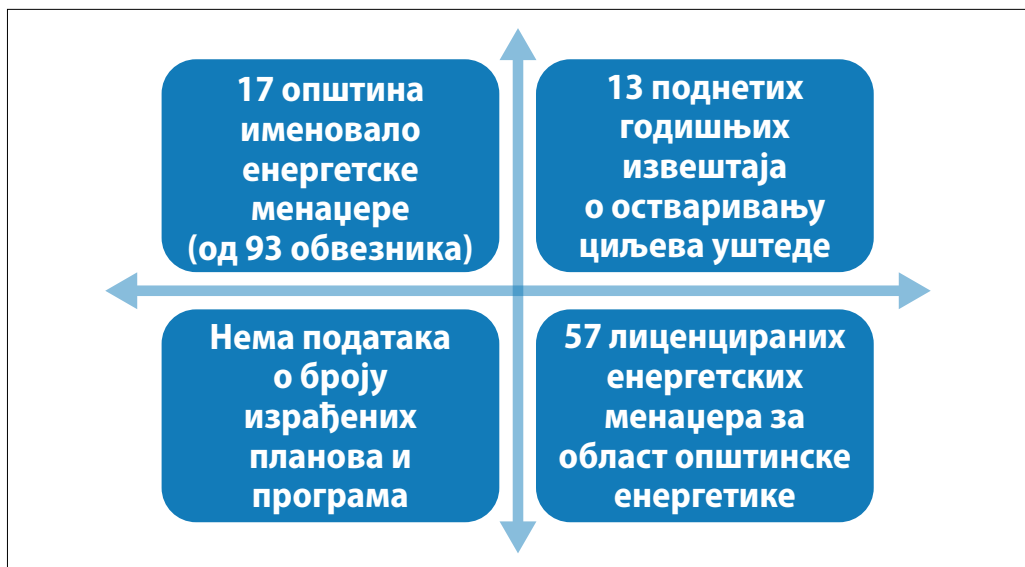 17 општина
именовало
енергетске
менаџере
(од 93 обвезника)
13 поднетих
годишњих
извештаја
о остваривању
циљева уштеде
Нема података
о броју
израђених
планова и
програма
57 лиценцираних
енергетских
менаџера за
област општинске
енергетике